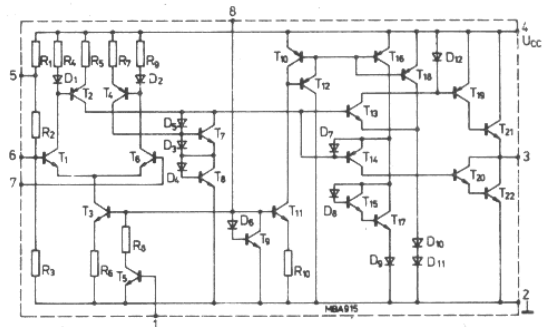 8
4
U_CC
R1 R4 R5 R7 R9
T10 T16 D12
5
D1 D2
T18
T2 T4
T12
T19
T13
R2
D5
T7
T21
D3
D7
6
T1 T6
T14
3
7
D4
T8
T20
T22
D8
T15
T3
D6
T11
T17
T9
R8
D10
R3
R6
T5
R10
D9
D11
2
MBA915
1